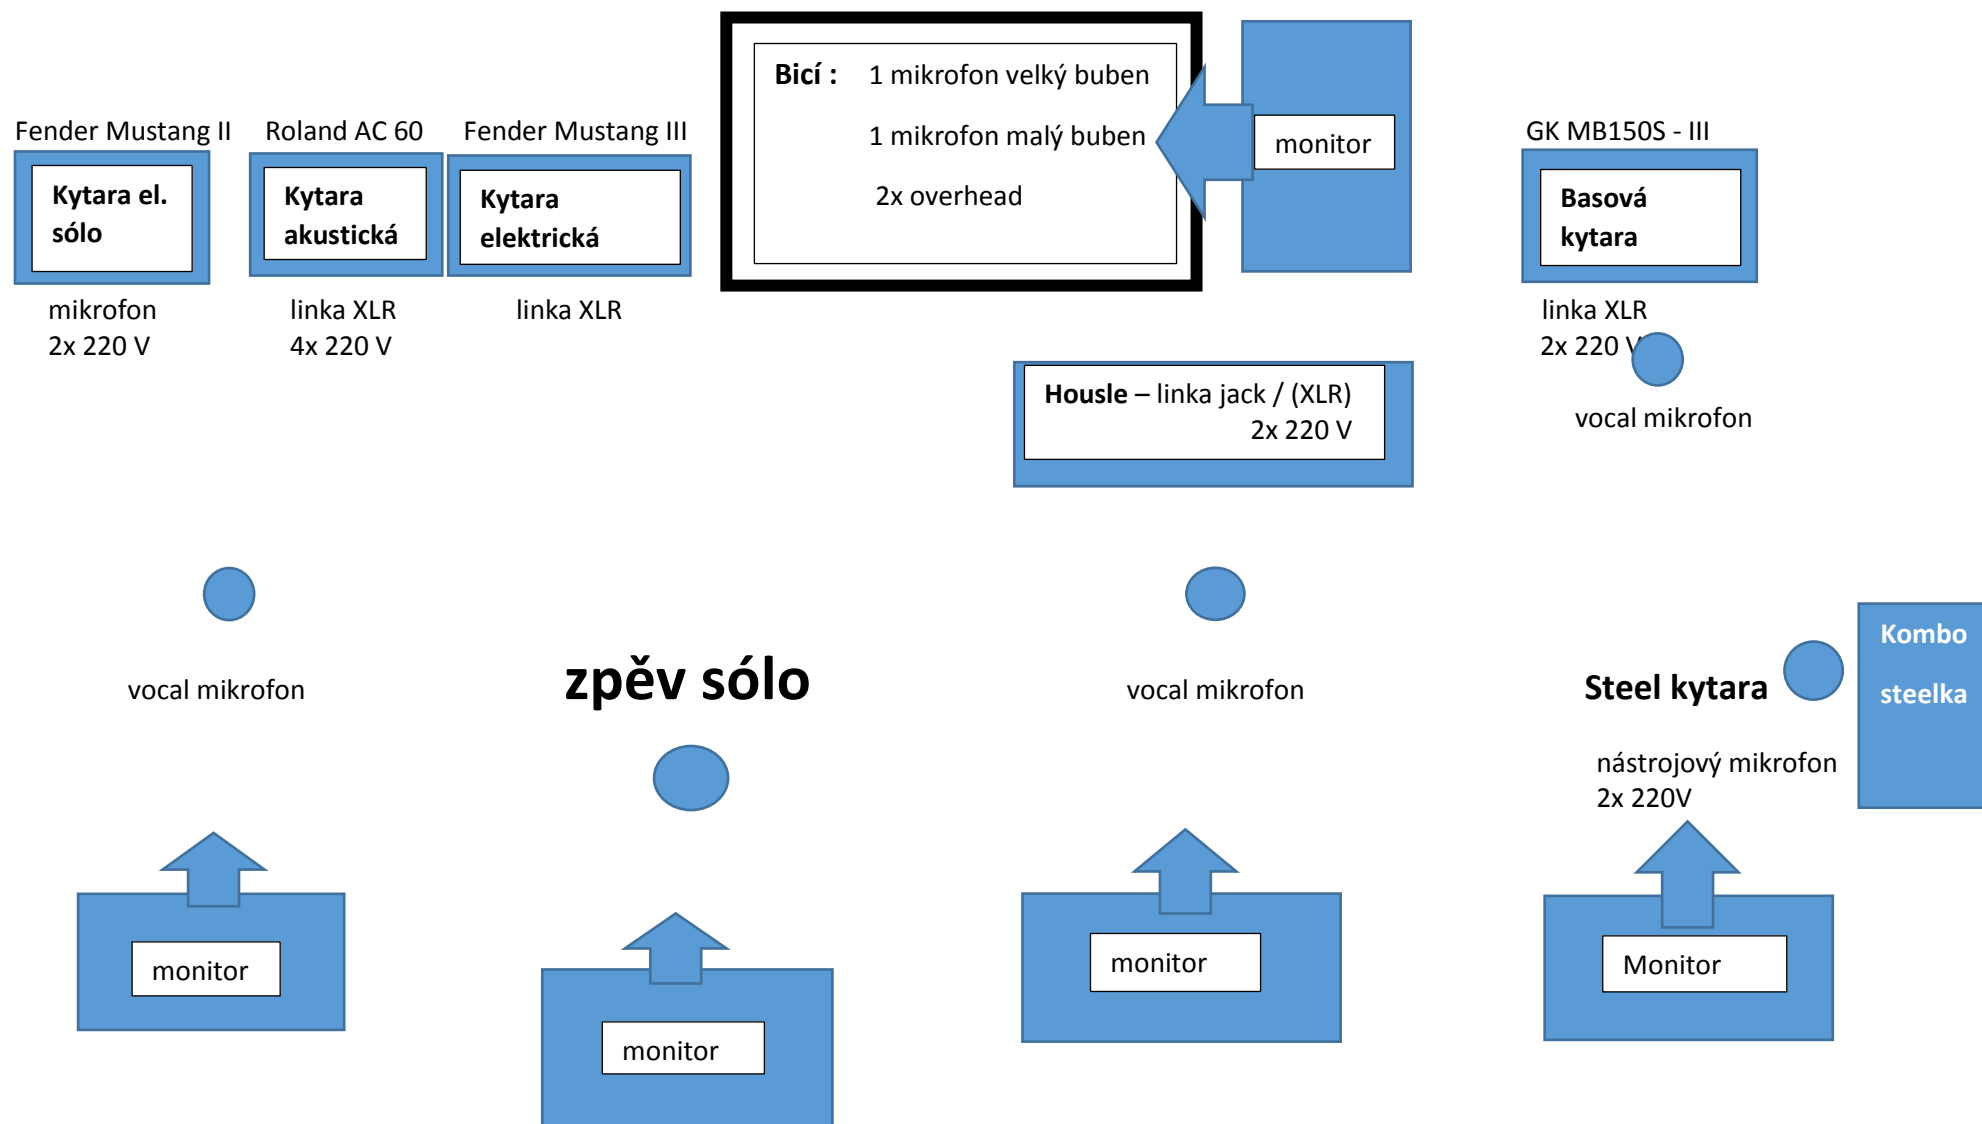 Bicí : 1 mikrofon velký buben
1 mikrofon malý buben
2x overhead
monitor
Fender Mustang II
Kytara el.
sólo
mikrofon
2x 220 V
Roland AC 60
Kytara
akustická
linka XLR
4x 220 V
Fender Mustang III
Kytara
elektrická
linka XLR
GK MB150S - III
Basová
kytara
linka XLR
2x 220 V
vocal mikrofon
Housle – linka jack / (XLR)
2x 220 V
vocal mikrofon
zpěv sólo
vocal mikrofon
Steel kytara
nástrojový mikrofon
2x 220V
Kombo
steelka
monitor
monitor
monitor
Monitor